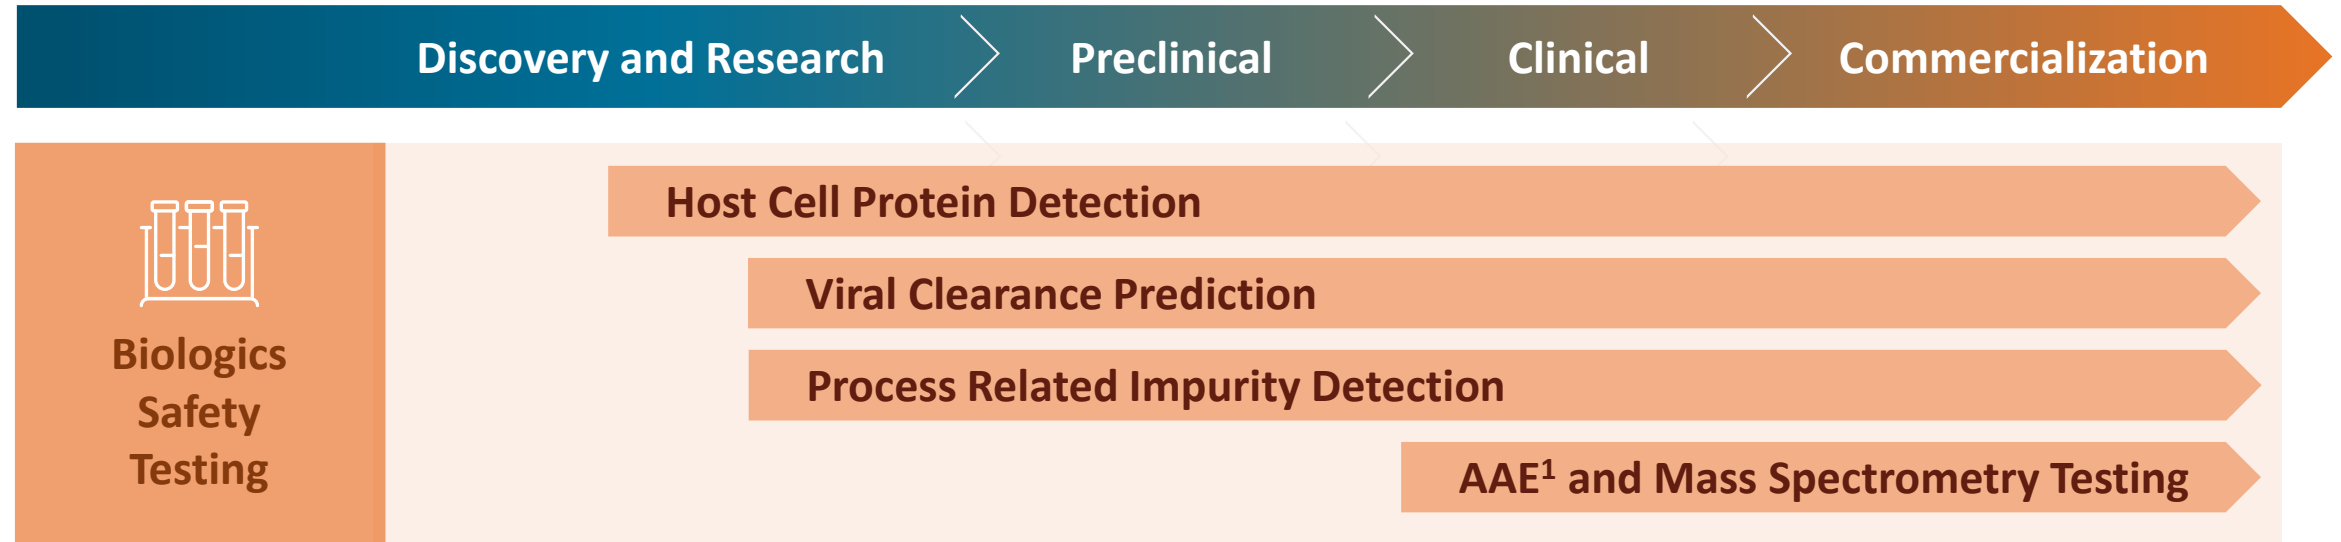 Discovery and Research
Preclinical
Clinical
Commercialization
Biologics
Safety
Testing
Host Cell Protein Detection
Viral Clearance Prediction
Process Related Impurity Detection
AAE¹ and Mass Spectrometry Testing